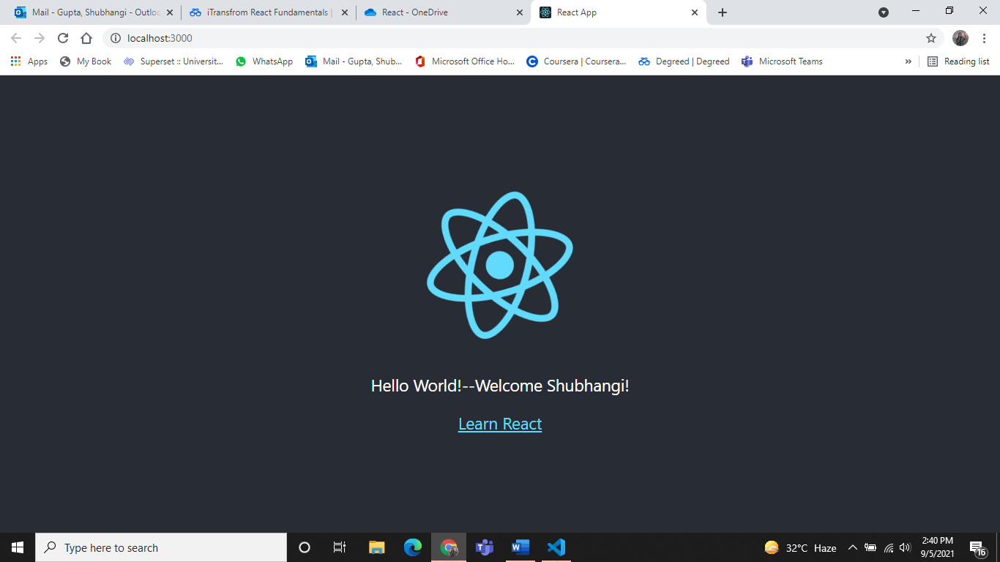 Mail - Gupta, Shubhangi - Outloo
iTransfrom React Fundamentals |
React - OneDrive
React App
localhost:3000
Apps
My Book
Superset :: Universit...
WhatsApp
Mail - Gupta, Shub...
Microsoft Office Ho...
Coursera | Coursera...
Degreed | Degreed
Microsoft Teams
»
Reading list
Hello World!--Welcome Shubhangi!
Learn React
Type here to search
32°C Haze
2:40 PM
9/5/2021
16